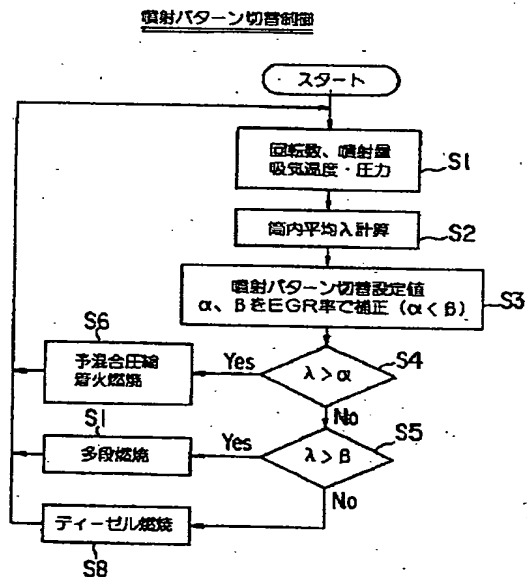 噴射パターン切替制御
スタート
回転数、噴射量
吸気温度・圧力
S1
筒内平均λ計算
S2
噴射パターン切替設定値
α、βをEGR率で補正(α<β)
S3
S6
予混合圧縮
着火燃焼
Yes
λ>α
S4
No
S1
多段燃焼
Yes
λ>β
S5
No
ディーゼル燃焼
S8